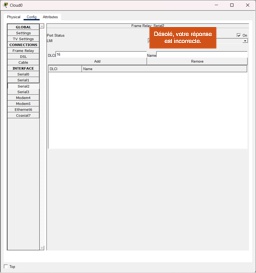 Cloud0
Physical Config Attributes
GLOBAL
Settings
TV Settings
CONNECTIONS
Frame Relay
DSL
Cable
INTERFACE
Serial0
Serial1
Serial2
Serial3
Modem4
Modem5
Ethernet6
Coaxial7
Frame Relay: Serial0
Port Status
On
LMI
Désolé, votre réponse
est incorrecte.
DLCI
Name
Add Remove
DLCI Name
Top